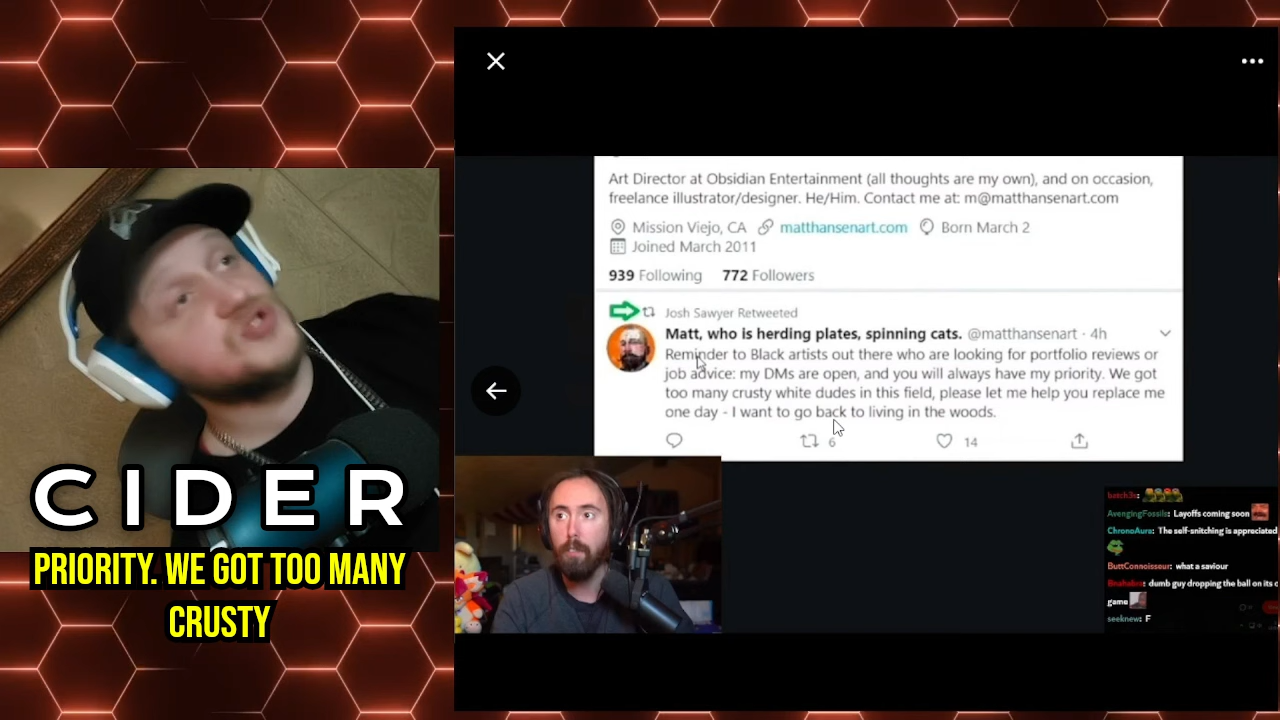 Art Director at Obsidian Entertainment (all thoughts are my own), and on occasion,
freelance illustrator/designer. He/Him. Contact me at: m@matthansenart.com
Mission Viejo, CA matthansenart.com Born March 2
Joined March 2011
939 Following 772 Followers
Josh Sawyer Retweeted
Matt, who is herding plates, spinning cats. @matthansenart · 4h
Reminder to Black artists out there who are looking for portfolio reviews or
job advice: my DMs are open, and you will always have my priority. We got
too many crusty white dudes in this field, please let me help you replace me
one day - I want to go back to living in the woods.
6 14
CIDER
PRIORITY. WE GOT TOO MANY
CRUSTY
AvengingFossils: Layoffs coming soon
ChronoAura: The self-snitching is appreciated
ButtConnoisseur: what a saviour
dumb guy dropping the ball on its
game
seeknew: F